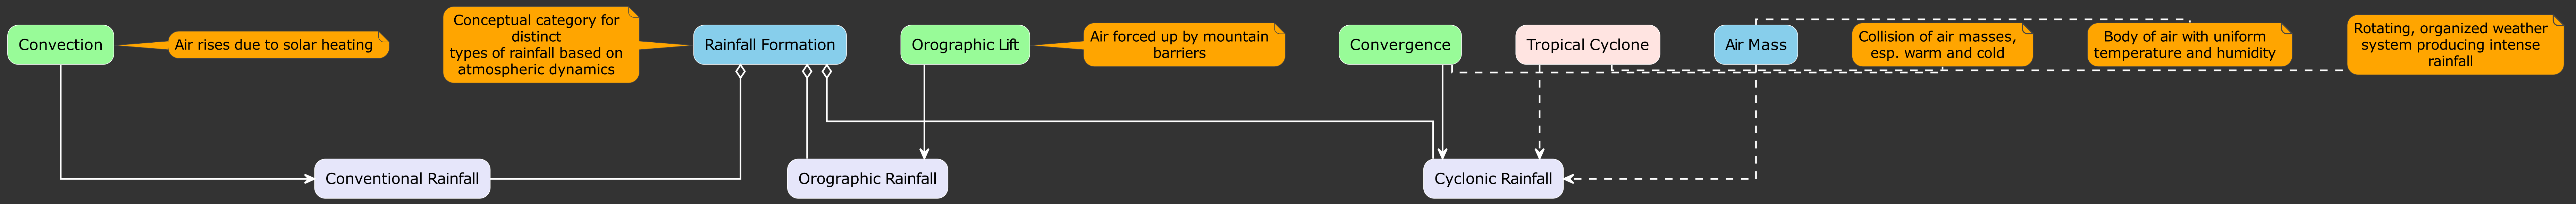 Convection
Air rises due to solar heating
Conceptual category for
distinct
types of rainfall based on
atmospheric dynamics
Rainfall Formation
Orographic Lift
Air forced up by mountain
barriers
Convergence
Tropical Cyclone
Air Mass
Collision of air masses,
esp. warm and cold
Body of air with uniform
temperature and humidity
Rotating, organized weather
system producing intense
rainfall
Conventional Rainfall
Orographic Rainfall
Cyclonic Rainfall